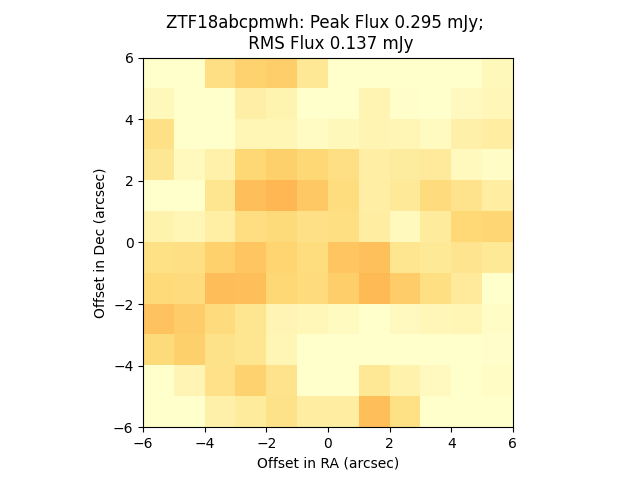 ZTF18abcpmwh: Peak Flux 0.295 mJy;
RMS Flux 0.137 mJy
6
4
2
0
−2
−4
−6
Offset in Dec (arcsec)
−6 −4 −2 0 2 4 6
Offset in RA (arcsec)